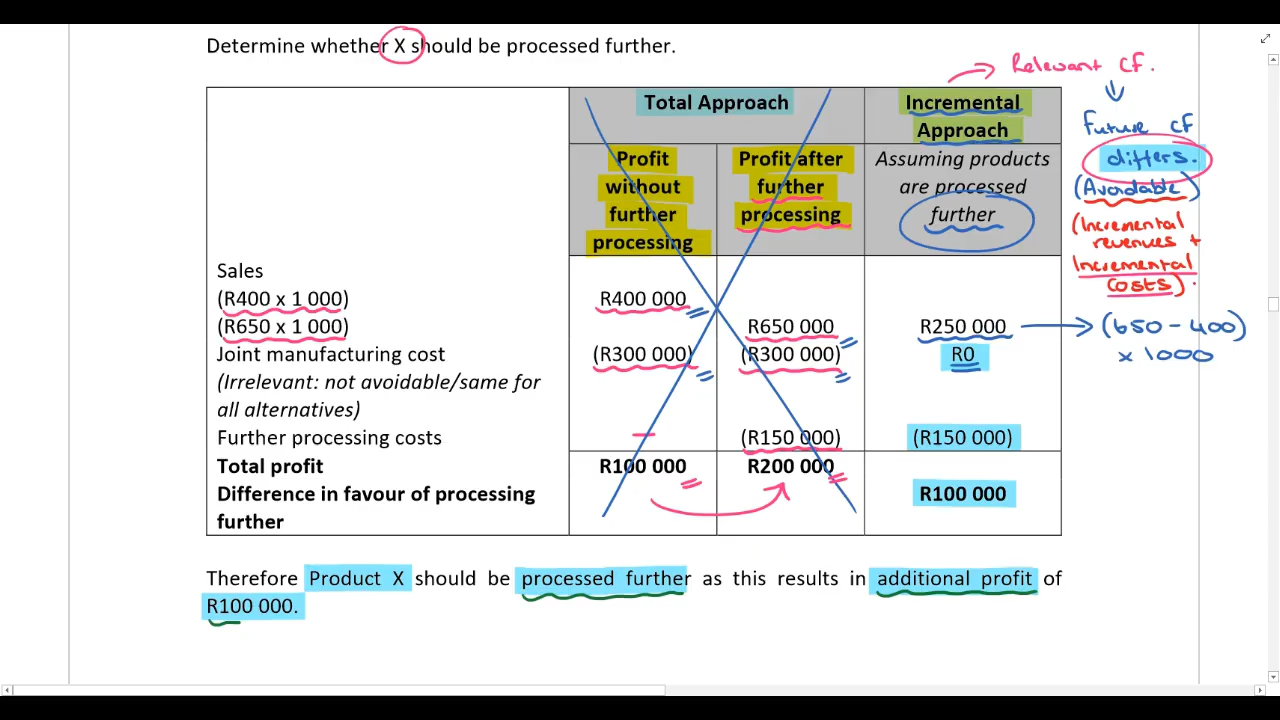 Determine whether X should be processed further.
Relevant CF.
Total Approach
Incremental
Approach
Future CF
differs.
(Avoidable)
(Incremental
revenues +
Incremental
costs).
Profit
without
further
processing
Profit after
further
processing
Assuming products
are processed
further
Sales
(R400 x 1 000)
R400 000
(R650 x 1 000)
R650 000
R250 000
(650 - 400)
x 1000
Joint manufacturing cost
(R300 000)
(R300 000)
R0
(Irrelevant: not avoidable/same for
all alternatives)
Further processing costs
–
(R150 000)
(R150 000)
Total profit
R100 000
R200 000
Difference in favour of processing
further
R100 000
Therefore Product X should be processed further as this results in additional profit of
R100 000.